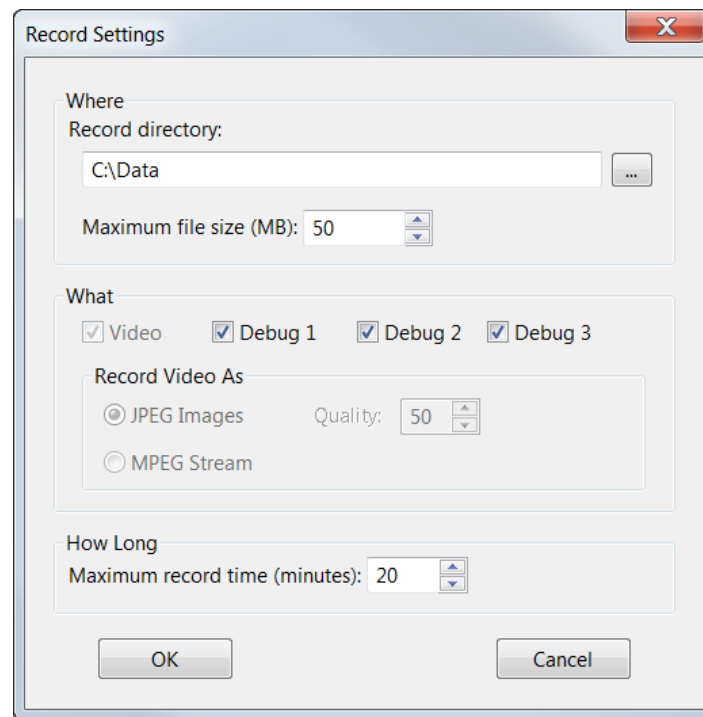 Record Settings
Where
Record directory:
C:\Data
...
Maximum file size (MB): 50
What
Video Debug 1 Debug 2 Debug 3
Record Video As
JPEG Images Quality: 50
MPEG Stream
How Long
Maximum record time (minutes): 20
OK Cancel